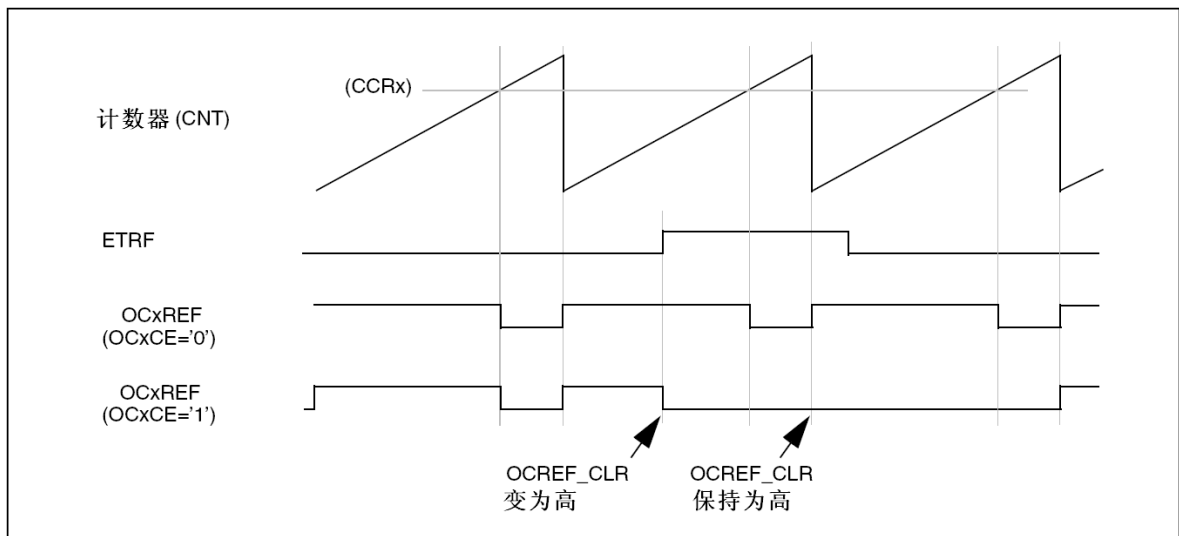 (CCRx)
计数器(CNT)
ETRF
OCxREF
(OCxCE='0')
OCxREF
(OCxCE='1')
OCREF_CLR
变为高
OCREF_CLR
保持为高